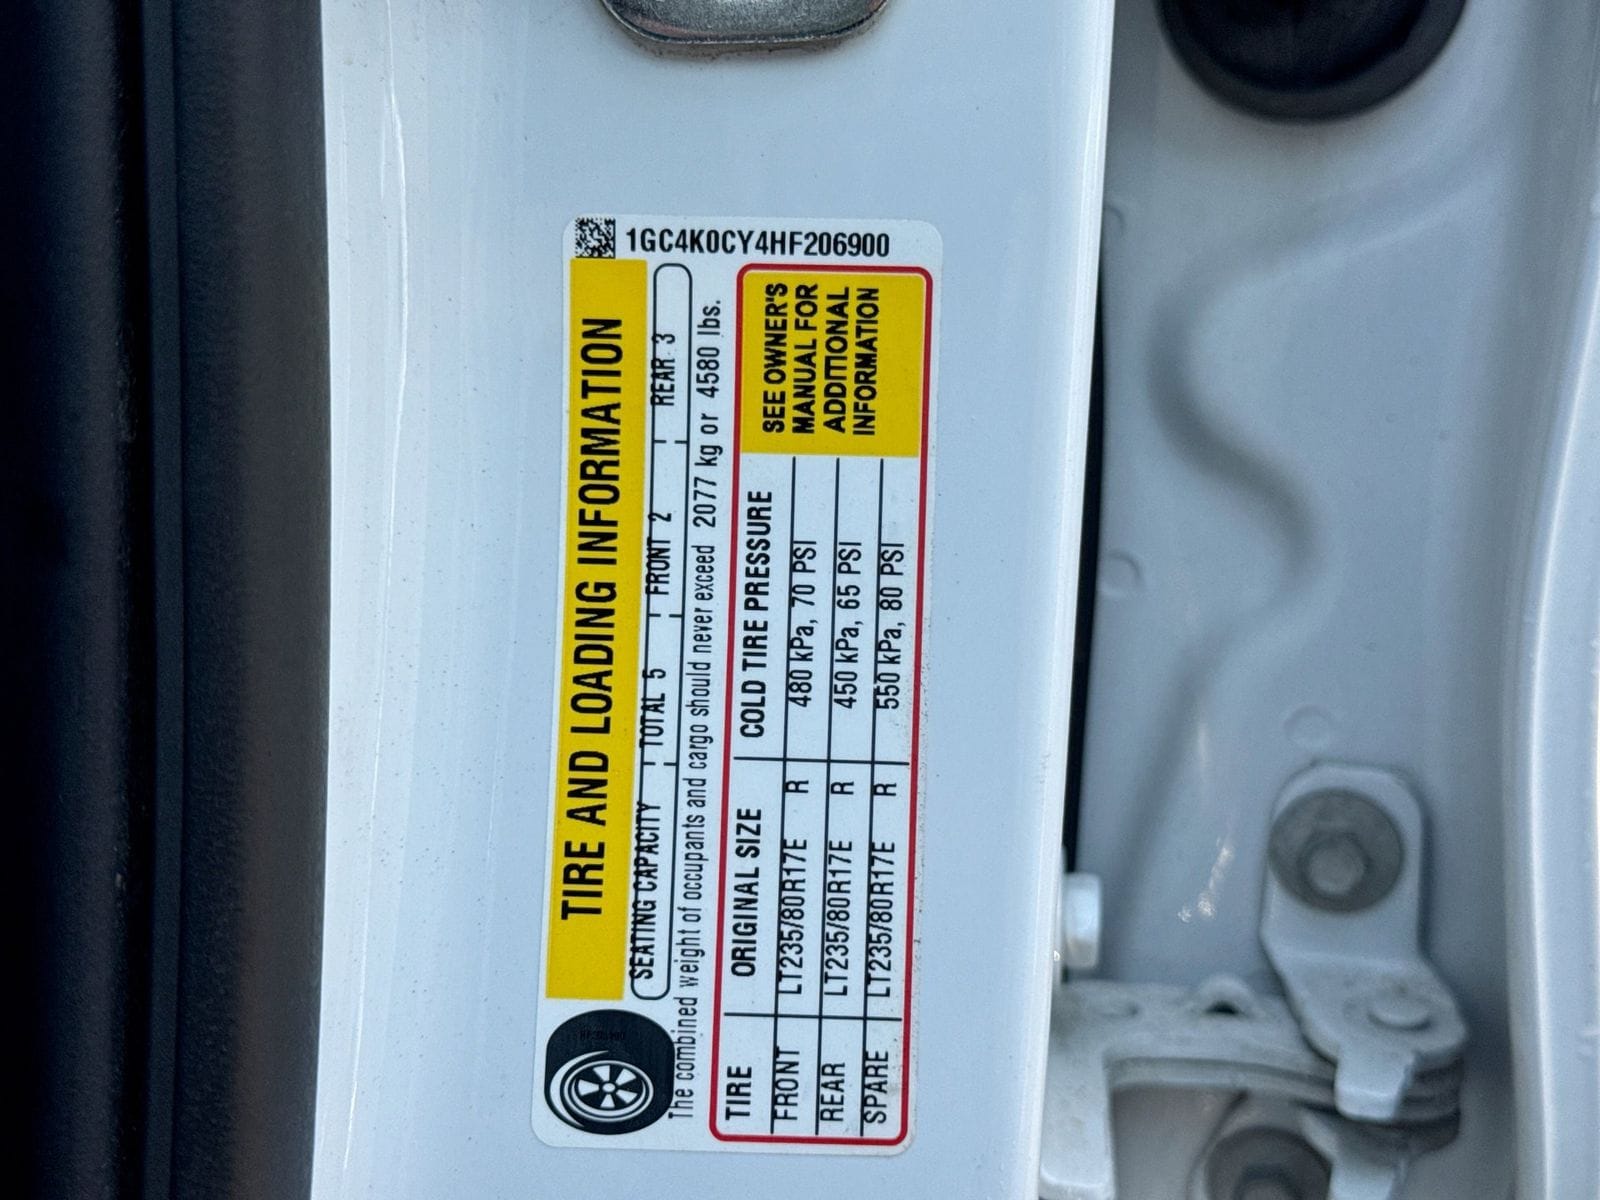 1GC4K0CY4HF206900
TIRE AND LOADING INFORMATION
SEATING CAPACITY TOTAL 5 FRONT 2 REAR 3
The combined weight of occupants and cargo should never exceed 2077 kg or 4580 lbs.
TIRE ORIGINAL SIZE COLD TIRE PRESSURE
FRONT LT235/80R17E R 480 kPa, 70 PSI
REAR LT235/80R17E R 450 kPa, 65 PSI
SPARE LT235/80R17E R 550 kPa, 80 PSI
SEE OWNER'S
MANUAL FOR
ADDITIONAL
INFORMATION